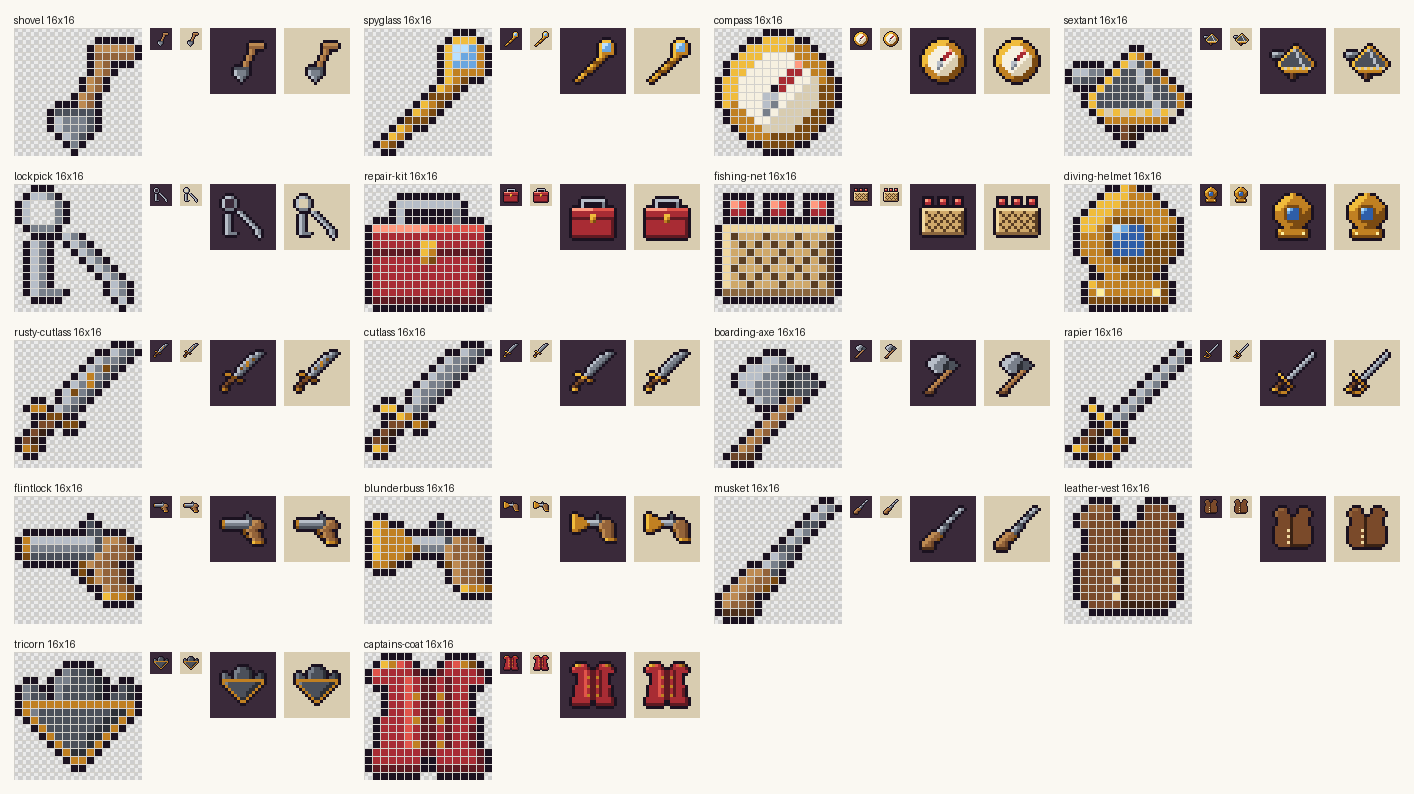 shovel 16x16
spyglass 16x16
compass 16x16
sextant 16x16
lockpick 16x16
repair-kit 16x16
fishing-net 16x16
diving-helmet 16x16
rusty-cutlass 16x16
cutlass 16x16
boarding-axe 16x16
rapier 16x16
flintlock 16x16
blunderbuss 16x16
musket 16x16
leather-vest 16x16
tricorn 16x16
captains-coat 16x16